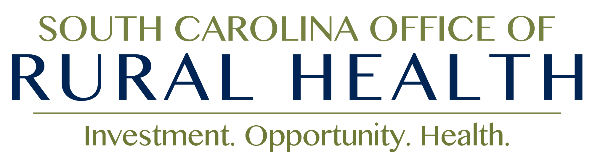 SOUTH CAROLINA OFFICE OF
RURAL HEALTH
Investment. Opportunity. Health.